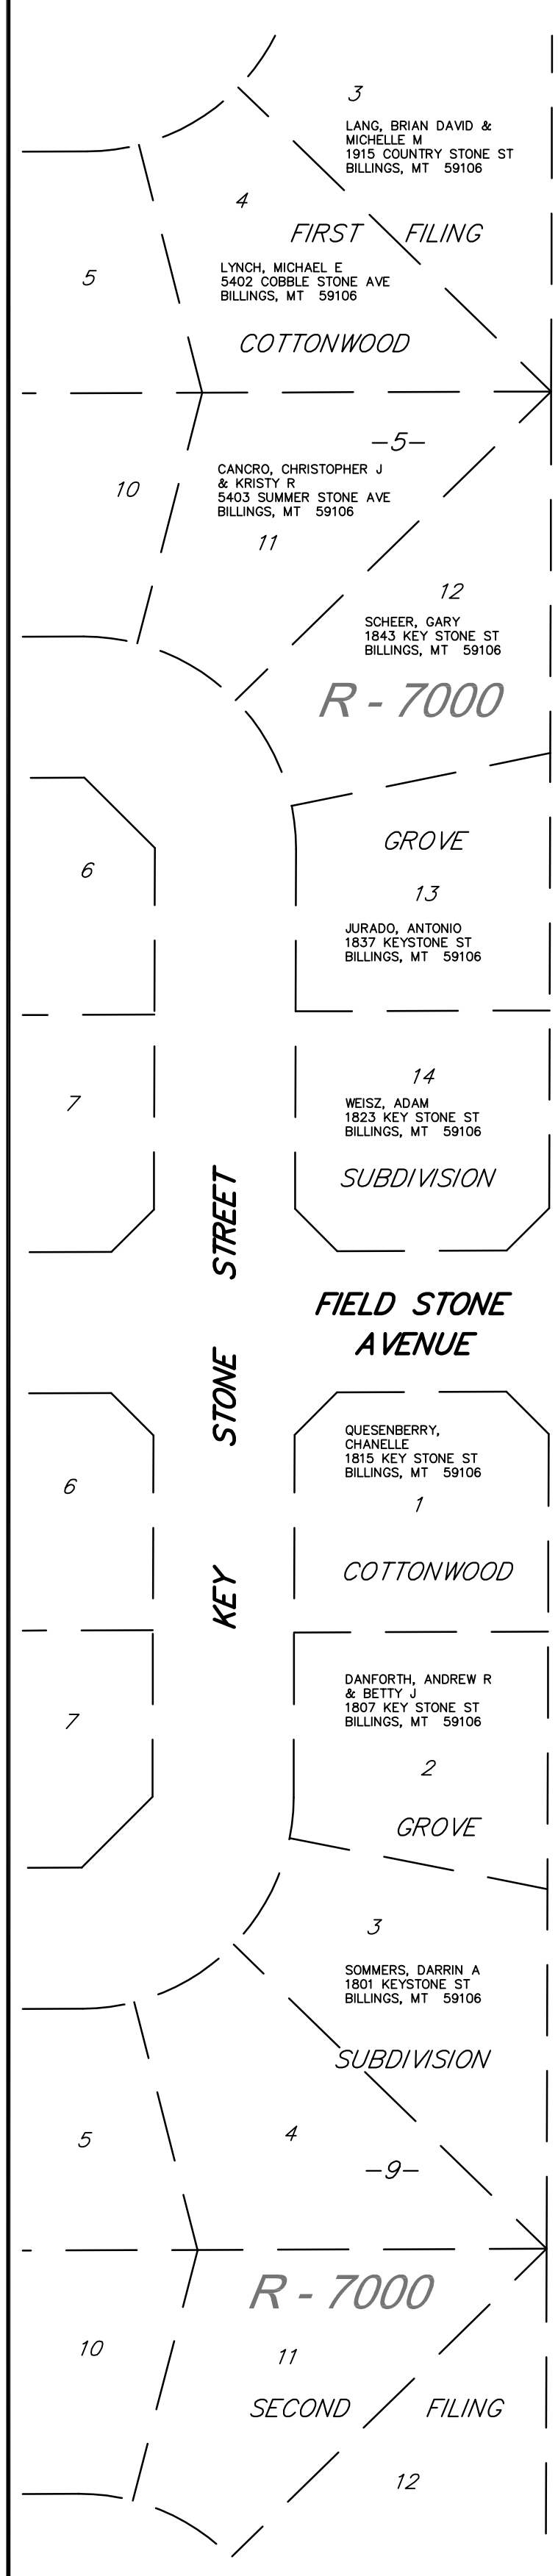 3
LANG, BRIAN DAVID &
MICHELLE M
1915 COUNTRY STONE ST
BILLINGS, MT 59106
4
FIRST FILING
LYNCH, MICHAEL E
5402 COBBLE STONE AVE
BILLINGS, MT 59106
5
COTTONWOOD
-5-
CANCRO, CHRISTOPHER J
& KRISTY R
5403 SUMMER STONE AVE
BILLINGS, MT 59106
10
11
12
SCHEER, GARY
1843 KEY STONE ST
BILLINGS, MT 59106
R - 7000
GROVE
6
13
JURADO, ANTONIO
1837 KEYSTONE ST
BILLINGS, MT 59106
14
7
WEISZ, ADAM
1823 KEY STONE ST
BILLINGS, MT 59106
SUBDIVISION
KEY STONE STREET
FIELD STONE
AVENUE
QUESENBERRY,
CHANELLE
1815 KEY STONE ST
BILLINGS, MT 59106
6
1
COTTONWOOD
DANFORTH, ANDREW R
& BETTY J
1807 KEY STONE ST
BILLINGS, MT 59106
7
2
GROVE
3
SOMMERS, DARRIN A
1801 KEYSTONE ST
BILLINGS, MT 59106
SUBDIVISION
5
4
-9-
R - 7000
10
11
SECOND FILING
12